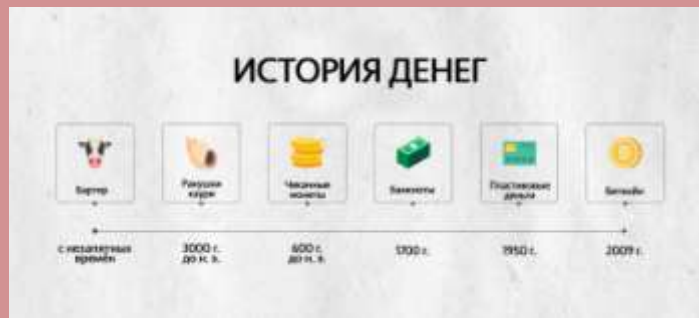 ИСТОРИЯ ДЕНЕГ
Бартер
Ракушки
каури
Чеканные
монеты
Банкноты
Пластиковые
деньги
Биткойн
с незапятных
времён
3000 г.
до н. э.
600 г.
до н. э.
1700 г.
1950 г.
2009 г.